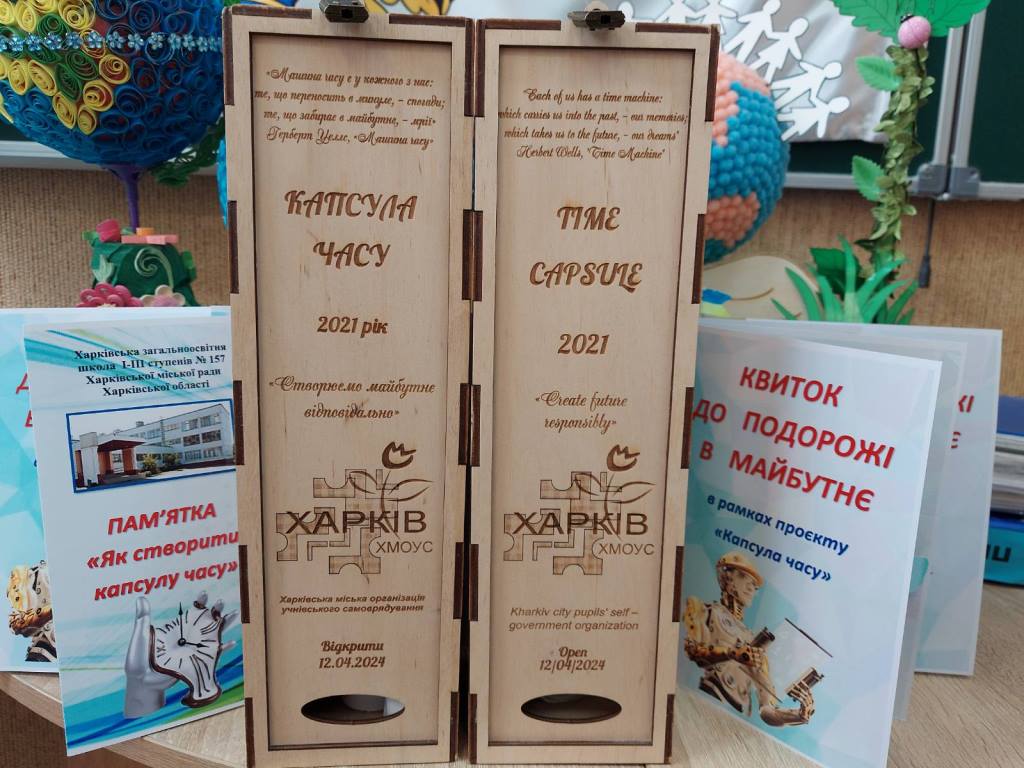 Харківська загальноосвітня
школа І-ІІІ ступенів № 157
Харківської міської ради
Харківської області
ПАМ'ЯТКА
«Як створити
капсулу часу»
«Машина часу є у кожного з нас:
те, що переносить в минуле, – спогади;
те, що забирає в майбутнє, – мрії»
Герберт Уеллс, «Машина часу»
КАПСУЛА
ЧАСУ
2021 рік
«Створюємо майбутнє
відповідально»
ХАРКІВ
ХМОУС
Харківська міська організація
учнівського самоврядування
Відкрити
12.04.2024
Each of us has a time machine:
which carries us into the past, – our memories;
which takes us to the future, – our dreams"
Herbert Wells, "Time Machine"
TIME
CAPSULE
2021
«Create future
responsibly»
ХАРКІВ
ХМОУС
Kharkiv city pupils' self –
government organization
Open
12/04/2024
КВИТОК
ДО ПОДОРОЖІ
В МАЙБУТНЄ
в рамках проєкту
«Капсула часу»